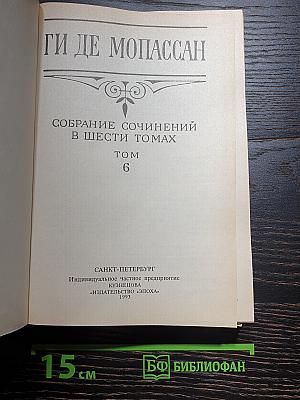 ГИ ДЕ МОПАССАН
СОБРАНИЕ СОЧИНЕНИЙ
В ШЕСТИ ТОМАХ
ТОМ
6
САНКТ-ПЕТЕРБУРГ
Индивидуальное частное предприятие
КУЗНЕЦОВА
«ИЗДАТЕЛЬСТВО «ЭПОХА»
1993
15 см
БФ БИБЛИОФАН